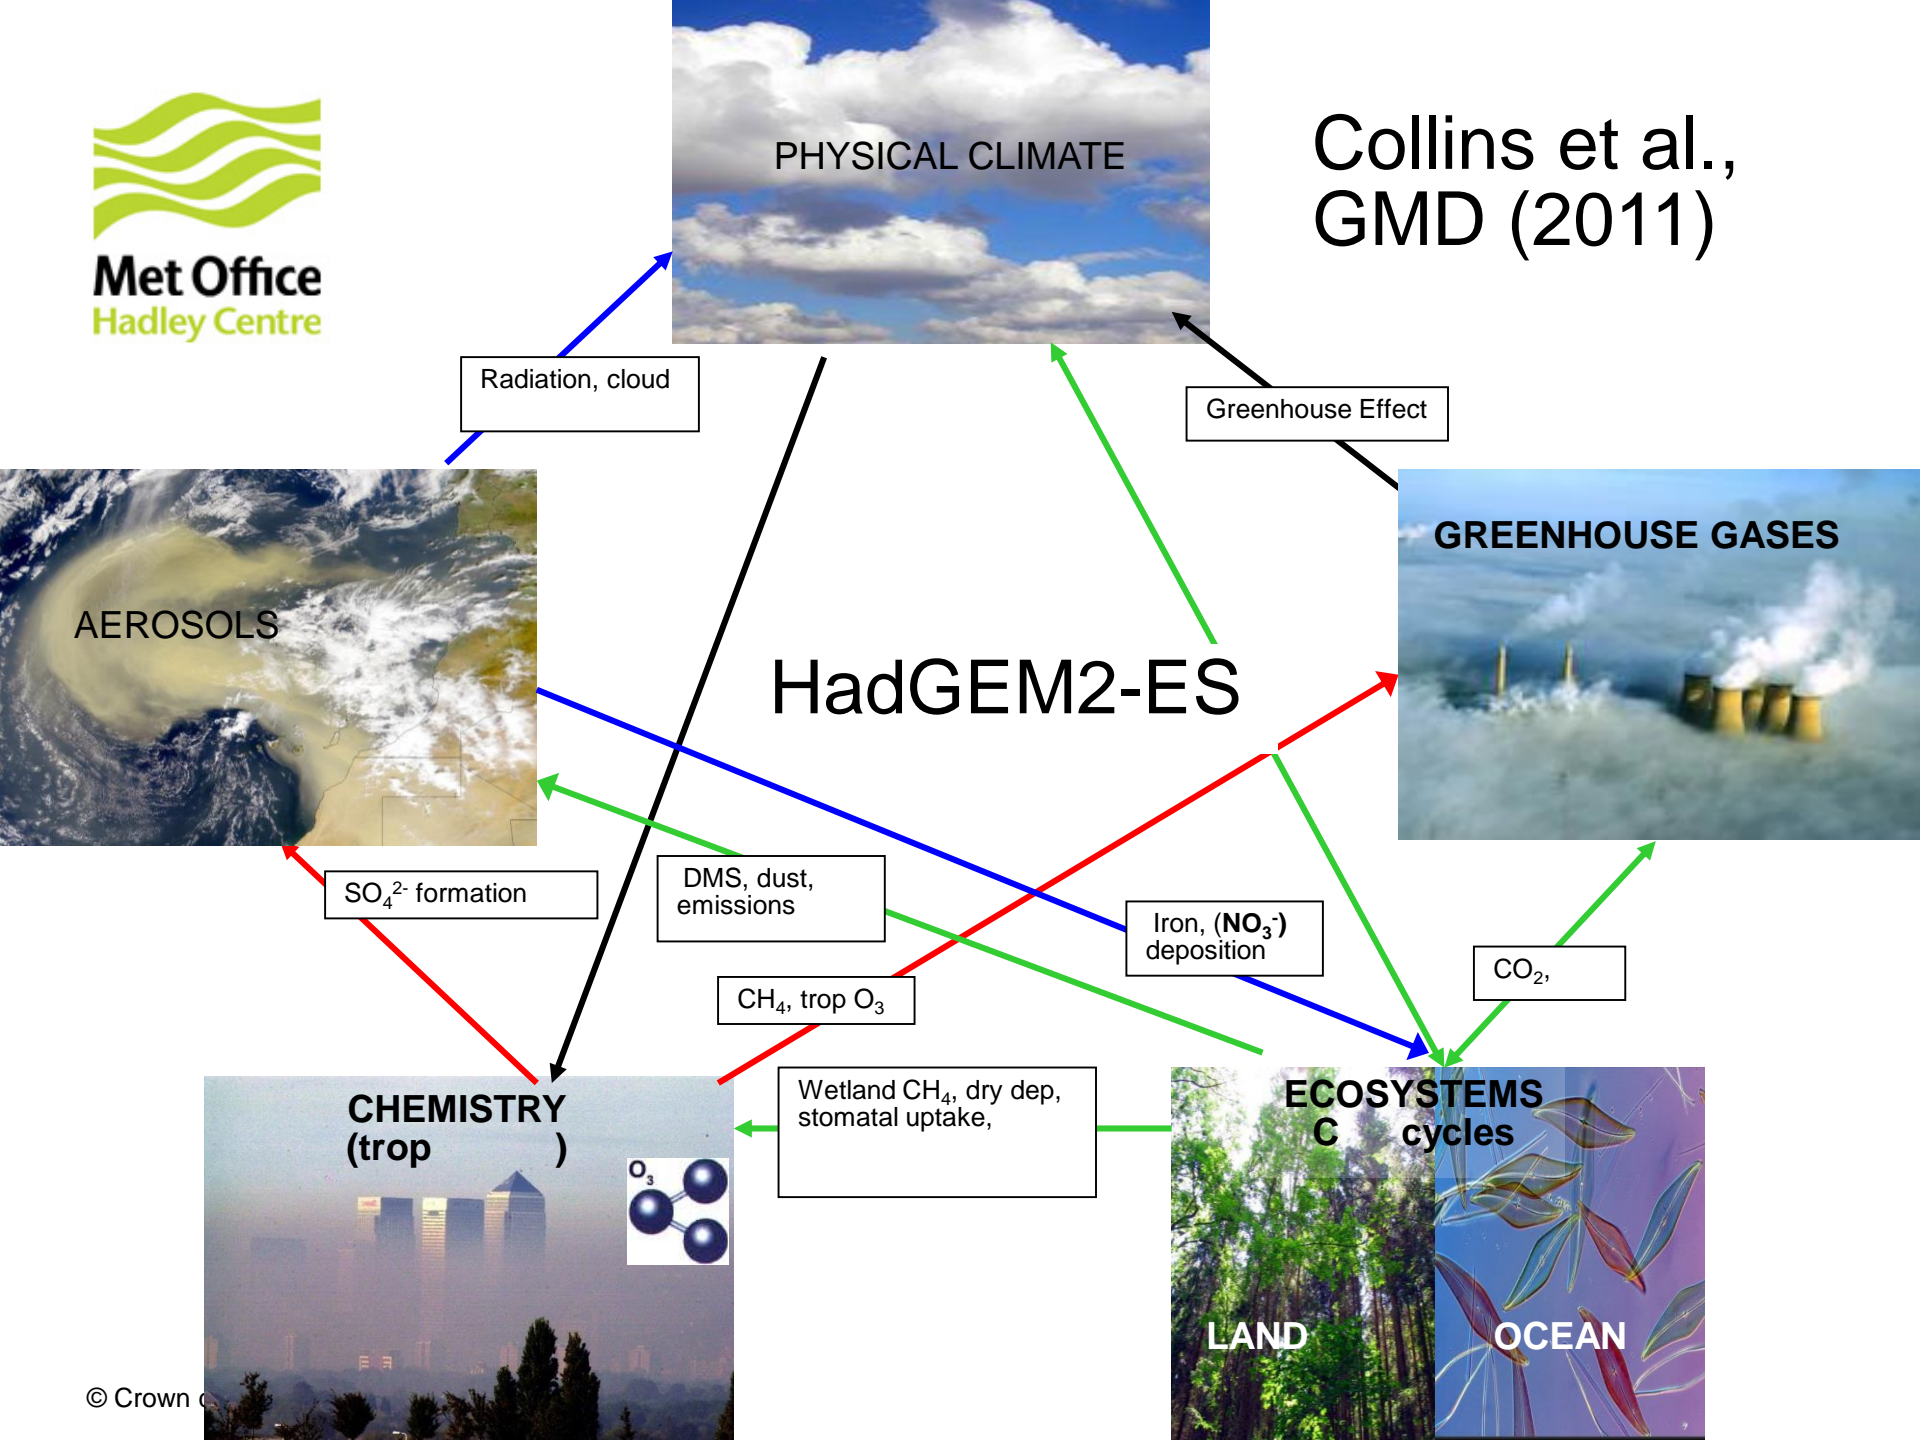 PHYSICAL CLIMATE
Collins et al.,
GMD (2011)
Met Office
Hadley Centre
Radiation, cloud
Greenhouse Effect
GREENHOUSE GASES
AEROSOLS
HadGEM2-ES
SO₄²⁻ formation
DMS, dust,
emissions
Iron, (NO₃⁻)
deposition
CO₂,
CH₄, trop O₃
Wetland CH₄, dry dep,
stomatal uptake,
CHEMISTRY
(trop )
O₃
ECOSYSTEMS
C cycles
LAND
OCEAN
© Crown